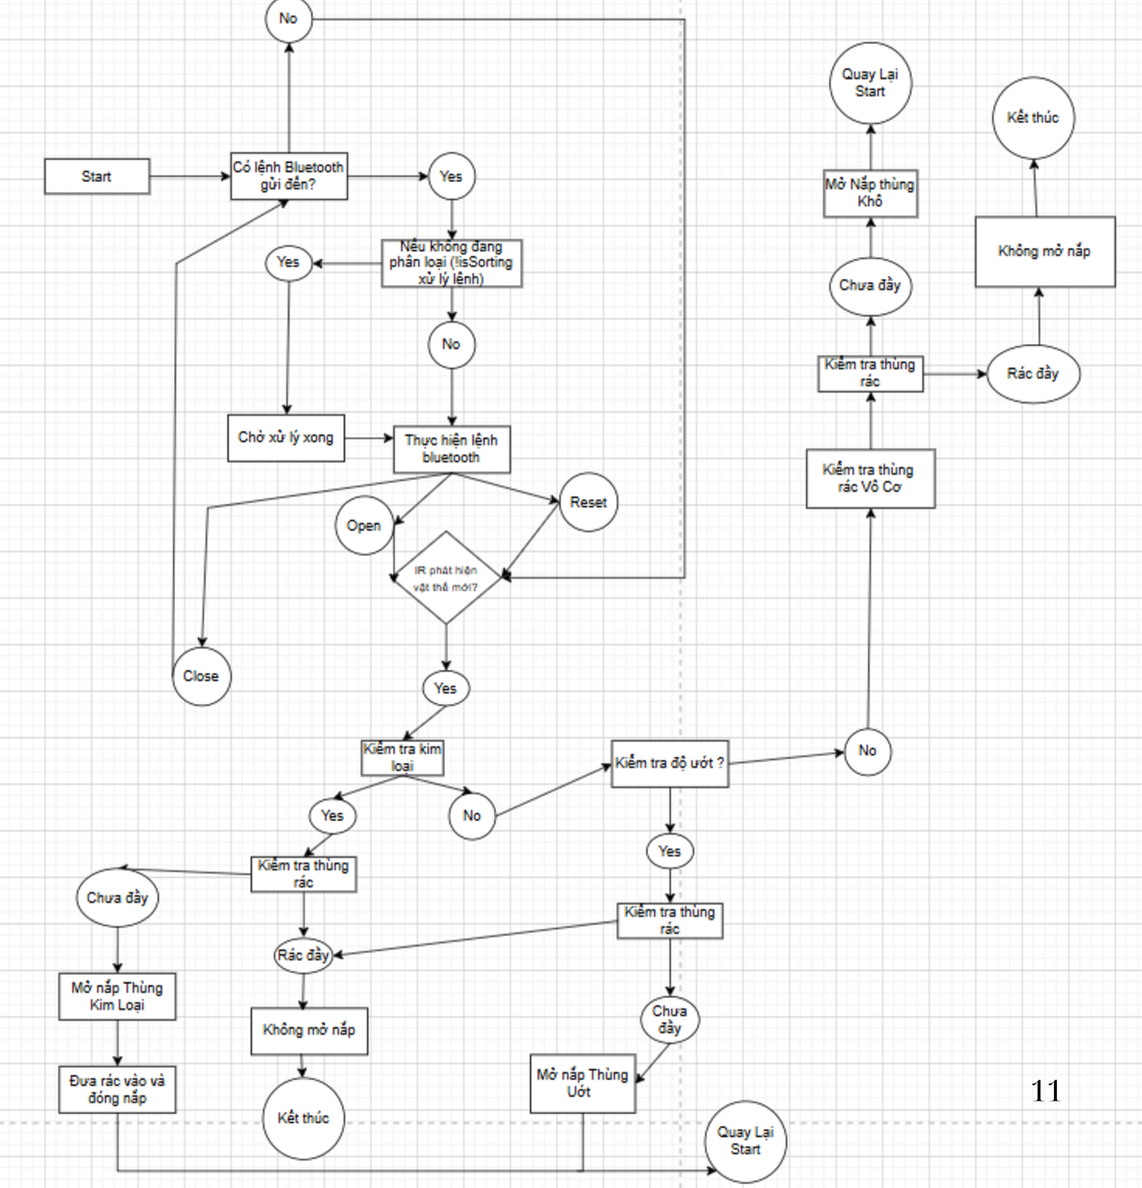 No
Start
Có lệnh Bluetooth
gửi đến?
Yes
Nếu không đang
phân loại (!isSorting
xử lý lệnh)
Yes
No
Chờ xử lý xong
Thực hiện lệnh
bluetooth
Open
Reset
IR phát hiện
vật thể mới?
Close
Yes
Kiểm tra kim
loại
Yes
No
Kiểm tra độ ướt ?
No
Yes
Kiểm tra thùng
rác
Chưa đầy
Rác đầy
Mở nắp Thùng
Kim Loại
Không mở nắp
Đưa rác vào và
đóng nắp
Kết thúc
Kiểm tra thùng
rác
Chưa
đầy
Mở nắp Thùng
Uớt
Quay Lại
Start
Quay Lại
Start
Kết thúc
Mở Nắp thùng
Khô
Không mở nắp
Chưa đầy
Kiểm tra thùng
rác
Rác đầy
Kiểm tra thùng
rác Vô Cơ
11